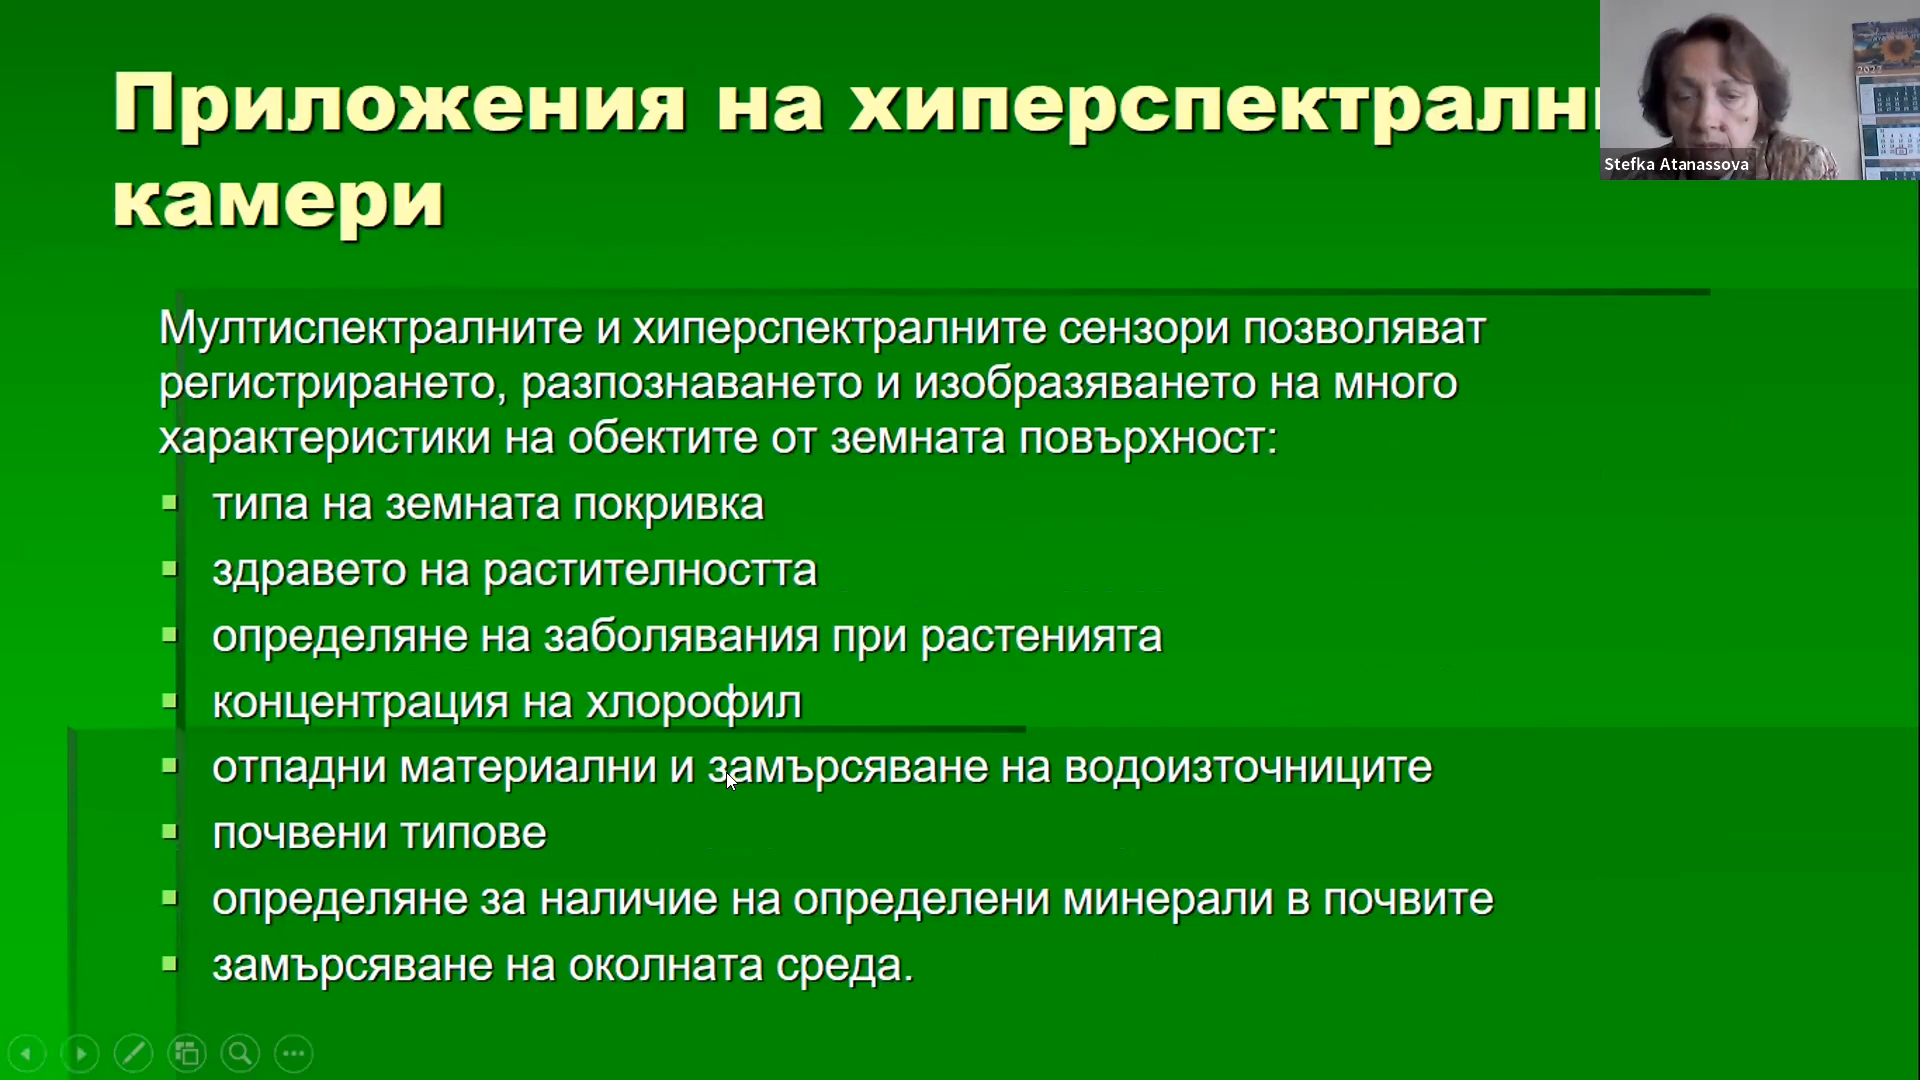 Приложения на хиперспектралн
камери
Stefka Atanassova
2022
Мултиспектралните и хиперспектралните сензори позволяват
регистрирането, разпознаването и изобразяването на много
характеристики на обектите от земната повърхност:
типа на земната покривка
здравето на растителността
определяне на заболявания при растенията
концентрация на хлорофил
отпадни материални и замърсяване на водоизточниците
почвени типове
определяне за наличие на определени минерали в почвите
замърсяване на околната среда.